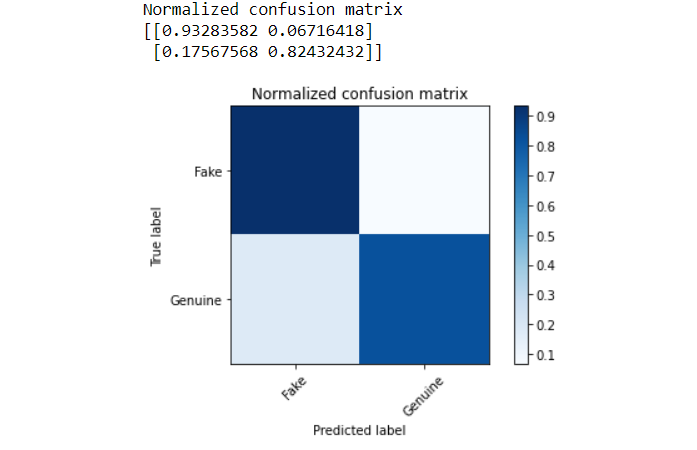 Normalized confusion matrix
[[0.93283582 0.06716418]
[0.17567568 0.82432432]]
Normalized confusion matrix
0.9
0.8
0.7
0.6
0.5
0.4
0.3
0.2
0.1
True label
Fake
Genuine
Fake
Genuine
Predicted label